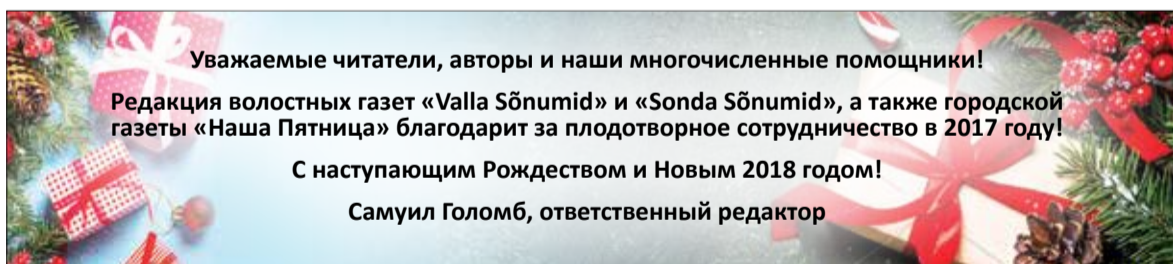 Уважаемые читатели, авторы и наши многочисленные помощники!
Редакция волостных газет «Valla Sõnumid» и «Sonda Sõnumid», а также городской
газеты «Наша Пятница» благодарит за плодотворное сотрудничество в 2017 году!
С наступающим Рождеством и Новым 2018 годом!
Самуил Голомб, ответственный редактор